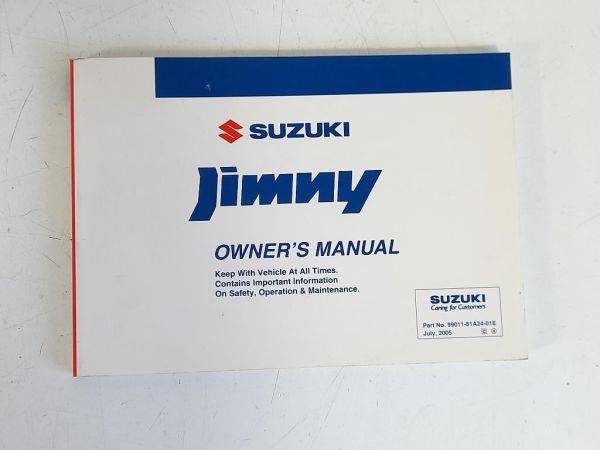 SUZUKI
Jimny
OWNER'S MANUAL
Keep With Vehicle At All Times.
Contains Important Information
On Safety, Operation & Maintenance.
SUZUKI
Caring for Customers
Part No. 99011-81A24-01E
July, 2005